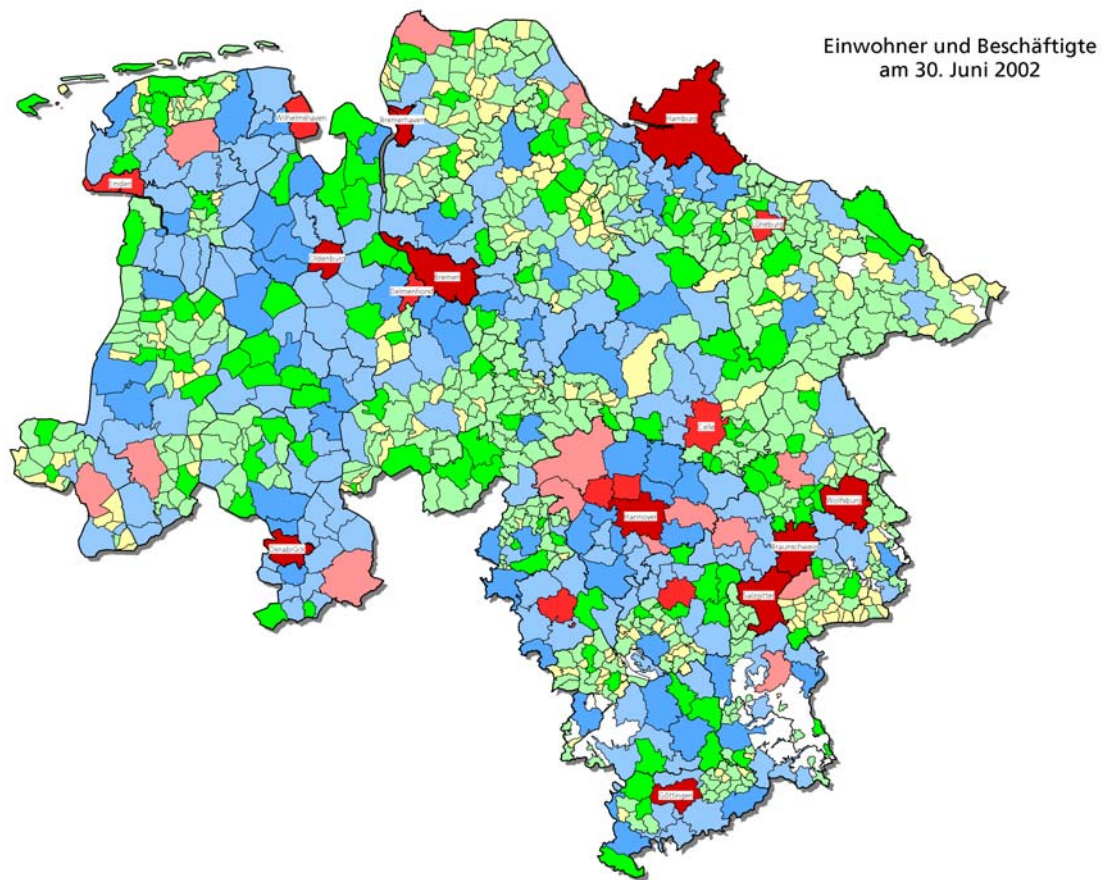 Einwohner und Beschäftigte
am 30. Juni 2002
Wilhelmshaven
Bremerhaven
Hamburg
Emden
Lüneburg
Oldenburg
Bremen
Delmenhorst
Celle
Wolfsburg
Hannover
Osnabrück
Braunschweig
Salzgitter
Göttingen